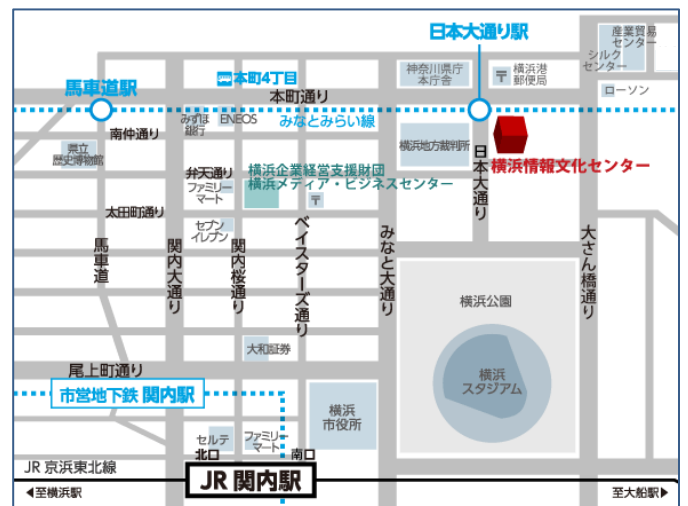 日本大通り駅
産業貿易
センター
シルク
センター
神奈川県庁
本庁舎
〒
横浜港
郵便局
馬車道駅
本町4丁目
本町通り
ローソン
みずほ
銀行
ENEOS
みなとみらい線
南仲通り
県立
歴史博物館
横浜地方裁判所
日本大通り
横浜情報文化センター
弁天通り
ファミリー
マート
横浜企業経営支援財団
横浜メディア・ビジネスセンター
〒
太田町通り
セブン
イレブン
馬車道
関内大通り
関内桜通り
ベイスターズ通り
みなと大通り
大さん橋通り
横浜公園
大和証券
尾上町通り
横浜
スタジアム
市営地下鉄 関内駅
横浜
市役所
セルテ
ファミリー
マート
北口
南口
JR 京浜東北線
JR 関内駅
◀至横浜駅
至大船駅▶